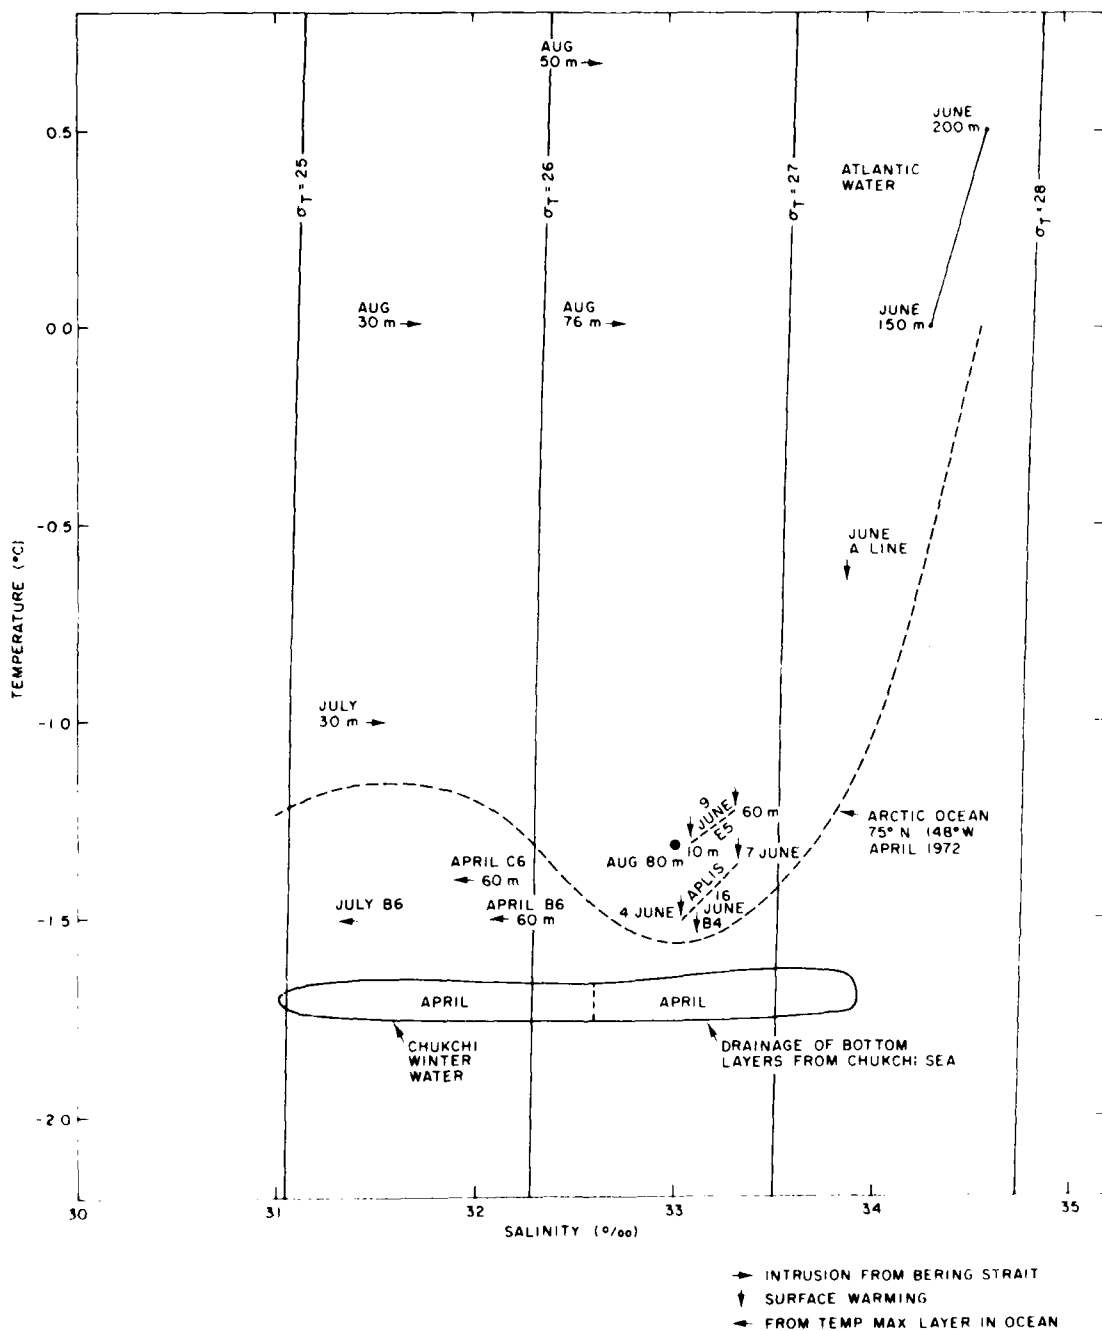 AUG
50 m
JUNE
200 m
0.5
ATLANTIC
WATER
σT = 25
σT = 26
σT = 27
σT = 28
AUG
30 m
AUG
76 m
JUNE
150 m
0.0
-0.5
JUNE
A LINE
TEMPERATURE (°C)
JULY
30 m
-1.0
9
JUNE
E5
60 m
10 m
7 JUNE
ARCTIC OCEAN
75° N 148° W
APRIL 1972
AUG 80 m
APRIL C6
60 m
APLIS
16
JUNE
B4
4 JUNE
JULY B6
APRIL B6
60 m
-1.5
APRIL
APRIL
CHUKCHI
WINTER
WATER
DRAINAGE OF BOTTOM
LAYERS FROM CHUKCHI SEA
-2.0
30
31
32
33
34
35
SALINITY (o/oo)
INTRUSION FROM BERING STRAIT
SURFACE WARMING
FROM TEMP MAX LAYER IN OCEAN